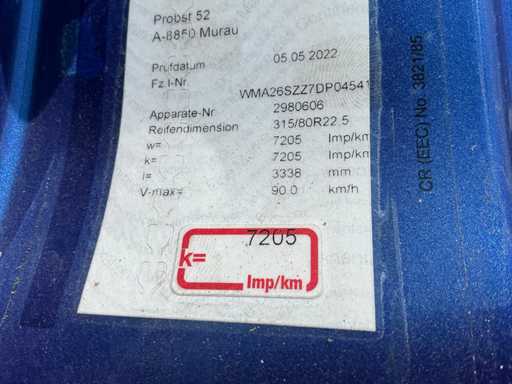 Probst 52
A-8850 Murau
Prüfdatum 05.05.2022
Fz.I-Nr.
WMA26SZZ7DP04541
Apparate-Nr 2980606
Reifendimension 315/80R22.5
w= 7205 Imp/km
k= 7205 Imp/km
l= 3338 mm
V-max= 90.0 km/h
7205
k=
Imp/km
CR (EEC) No. 3821/85